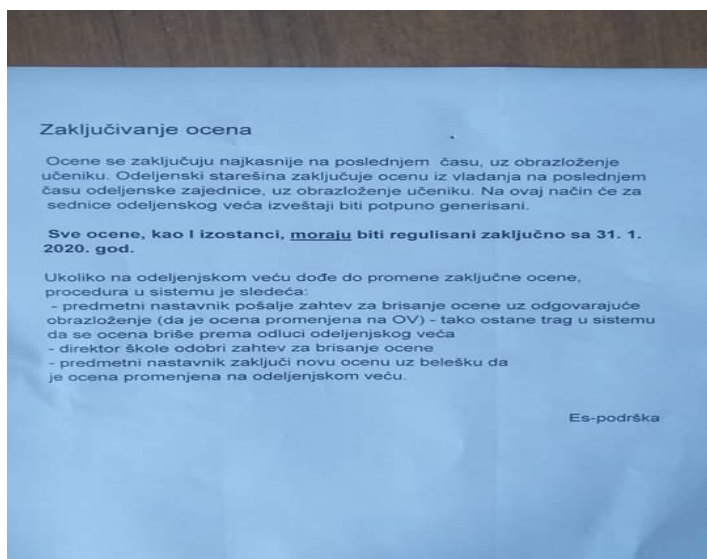 Zaključivanje ocena
Ocene se zaključuju najkasnije na poslednjem času, uz obrazloženje
učeniku. Odeljenski starešina zaključuje ocenu iz vladanja na poslednjem
času odeljenske zajednice, uz obrazloženje učeniku. Na ovaj način će za
sednice odeljenskog veća izveštaji biti potpuno generisani.
Sve ocene, kao I izostanci, moraju biti regulisani zaključno sa 31. 1.
2020. god.
Ukoliko na odeljenjskom veću dođe do promene zaključne ocene,
procedura u sistemu je sledeća:
- predmetni nastavnik pošalje zahtev za brisanje ocene uz odgovarajuće
obrazloženje (da je ocena promenjena na OV) - tako ostane trag u sistemu
da se ocena briše prema odluci odeljenjskog veća
- direktor škole odobri zahtev za brisanje ocene
- predmetni nastavnik zaključi novu ocenu uz belešku da
je ocena promenjena na odeljenjskom veću.
Es-podrška